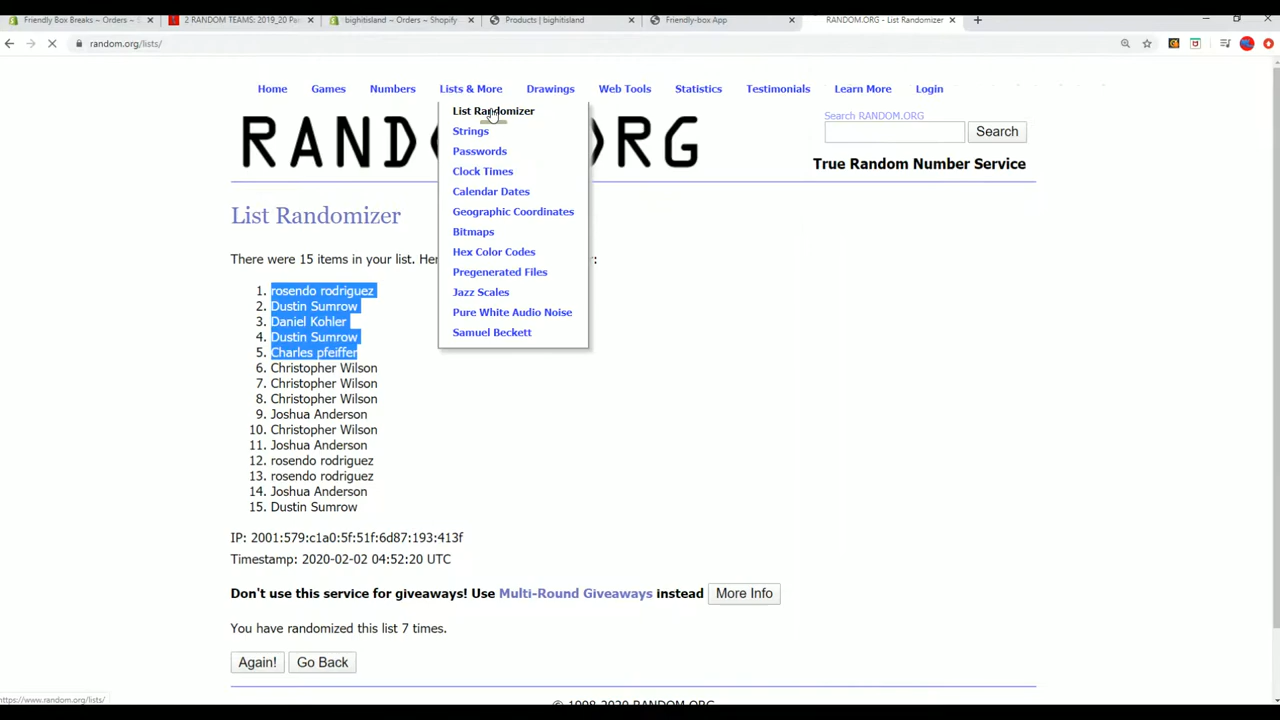 Friendly Box Breaks ~ Orders ~ S
2 RANDOM TEAMS: 2019_20 Pa
bighitisland ~ Orders ~ Shopify
Products | bighitisland
Friendly-box App
RANDOM.ORG - List Randomizer
random.org/lists/
Home
Games
Numbers
Lists & More
Drawings
Web Tools
Statistics
Testimonials
Learn More
Login
List Randomizer
Strings
Passwords
Clock Times
Calendar Dates
Geographic Coordinates
Bitmaps
Hex Color Codes
Pregenerated Files
Jazz Scales
Pure White Audio Noise
Samuel Beckett
Search RANDOM.ORG
Search
True Random Number Service
List Randomizer
There were 15 items in your list.
1. rosendo rodriguez
2. Dustin Sumrow
3. Daniel Kohler
4. Dustin Sumrow
5. Charles pfeiffer
6. Christopher Wilson
7. Christopher Wilson
8. Christopher Wilson
9. Joshua Anderson
10. Christopher Wilson
11. Joshua Anderson
12. rosendo rodriguez
13. rosendo rodriguez
14. Joshua Anderson
15. Dustin Sumrow
IP: 2001:579:c1a0:5f:51f:6d87:193:413f
Timestamp: 2020-02-02 04:52:20 UTC
Don't use this service for giveaways! Use Multi-Round Giveaways instead More Info
You have randomized this list 7 times.
Again! Go Back
https://www.random.org/lists/
© 1998-2020 RANDOM.ORG